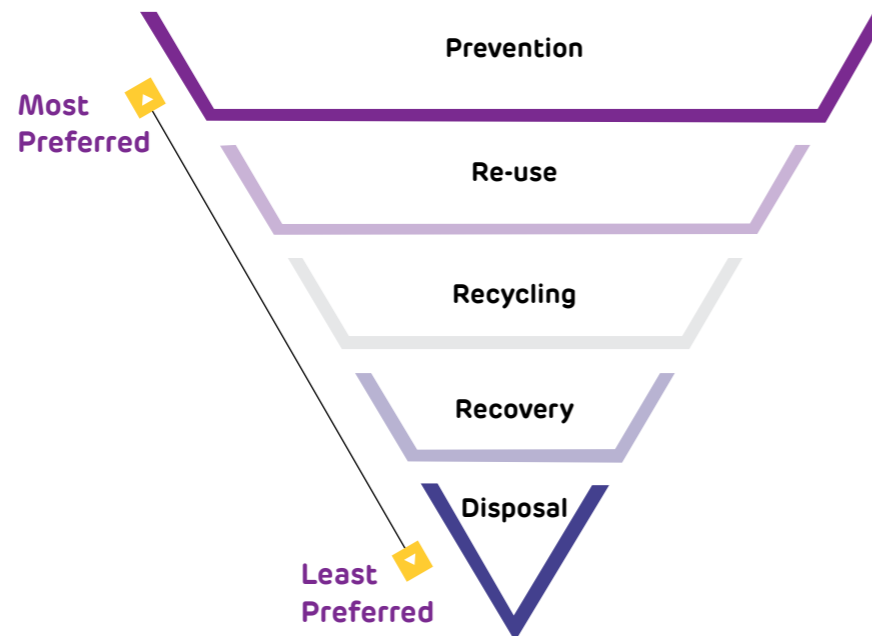 Prevention
Most
Preferred
Re-use
Recycling
Recovery
Disposal
Least
Preferred